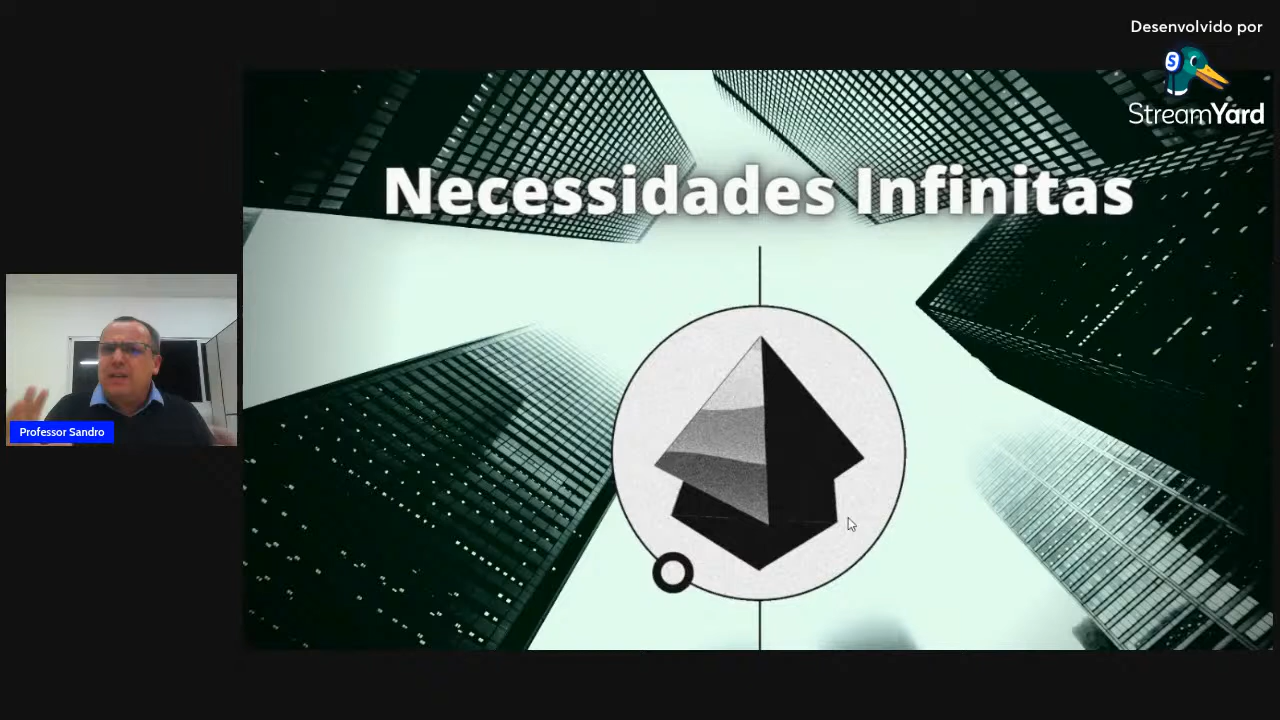 Desenvolvido por
StreamYard
Necessidades Infinitas
Professor Sandro